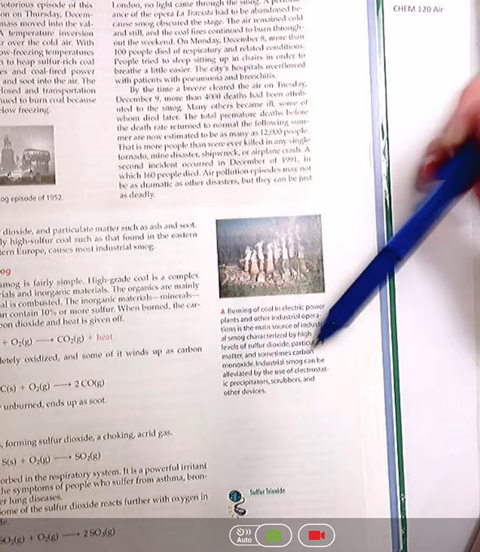 CHEM 120 Air
notorious episode of this
on on Thursday, Decem-
mass moved into the val-
A temperature inversion
r over the cold air. With
ow-freezing temperatures
n to heap sulfur-rich coal
es and coal-fired power
and soot into the air. The
losed and transportation
nued to burn coal because
elow freezing.
og episode of 1952.
London, no light came through the smog. A perform-
ance of the opera La Traviata had to be abandoned be-
cause smog obscured the stage. The air remained cold
and still, and the coal fires continued to burn through-
out the weekend. On Monday, December 8, more than
100 people died of respiratory and related conditions.
People tried to sleep sitting up in chairs in order to
breathe a little easier. The city's hospitals overflowed
with patients with pneumonia and bronchitis.
By the time a breeze cleared the air on Tuesday,
December 9, more than 4000 deaths had been attrib-
uted to the smog. Many others became ill, some of
whom died later. The total premature deaths before
the death rate returned to normal the following sum-
mer are now estimated to be as many as 12,000 people.
That is more people than were ever killed in any single
tornado, mine disaster, shipwreck, or airplane crash. A
second incident occurred in December of 1991, in
which 160 people died. Air pollution episodes may not
be as dramatic as other disasters, but they can be just
as deadly.
dioxide, and particulate matter such as ash and soot.
ly high-sulfur coal such as that found in the eastern
tern Europe, causes most industrial smog.
og
smog is fairly simple. High-grade coal is a complex
rials and inorganic materials. The organics are mainly
al is combusted. The inorganic materials—minerals—
an contain 10% or more sulfur. When burned, the car-
bon dioxide and heat is given off.
+ O₂(g) ⟶ CO₂(g) + heat
letely oxidized, and some of it winds up as carbon
C(s) + O₂(g) ⟶ 2 CO(g)
unburned, ends up as soot.
, forming sulfur dioxide, a choking, acrid gas.
S(s) + O₂(g) ⟶ SO₂(g)
orbed in the respiratory system. It is a powerful irritant
he symptoms of people who suffer from asthma, bron-
er lung diseases.
ome of the sulfur dioxide reacts further with oxygen in
de.
SO₂(g) + O₂(g) ⟶ 2 SO₃(g)
▲ Burning of coal in electric power
plants and other industrial opera-
tions is the main source of indust
al smog characterized by high
levels of sulfur dioxide, particu
matter, and sometimes carbon
monoxide. Industrial smog can be
alleviated by the use of electrostat-
ic precipitators, scrubbers, and
other devices.
Sulfur Trioxide
Auto